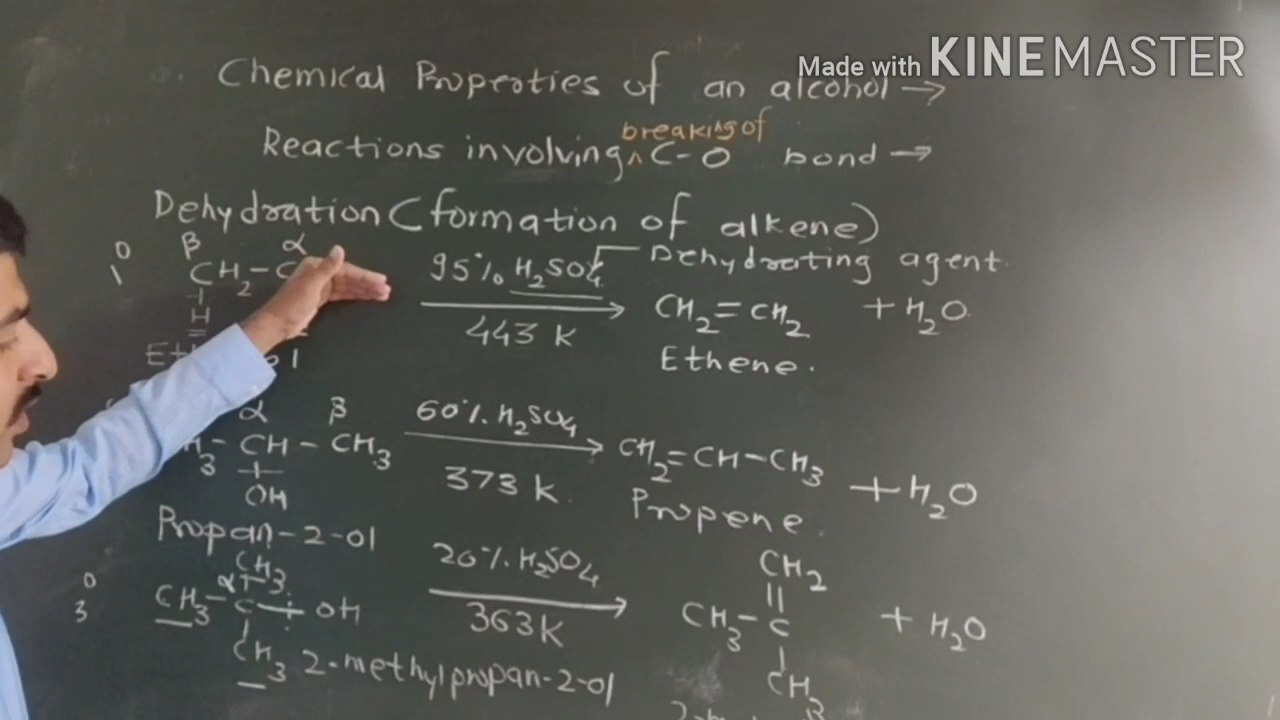 Made with KINEMASTER
Chemical Properties of an alcohol →
breaking of
Reactions involving ^ C-O bond →
Dehydration (formation of alkene)
β α
1⁰ CH₂-C 95% H₂SO₄ Dehydrating agent
443 K CH₂=CH₂ + H₂O
H
Ethene.
α β
CH-CH₃ 60% H₂SO₄ CH₂=CH-CH₃ + H₂O
OH 373 K
Propene.
Propan-2-ol
CH₃ 20% H₂SO₄ CH₂
3⁰ CH₃-C-OH 363K CH₃-C + H₂O
α
CH₃ 2-methylpropan-2-ol CH₃